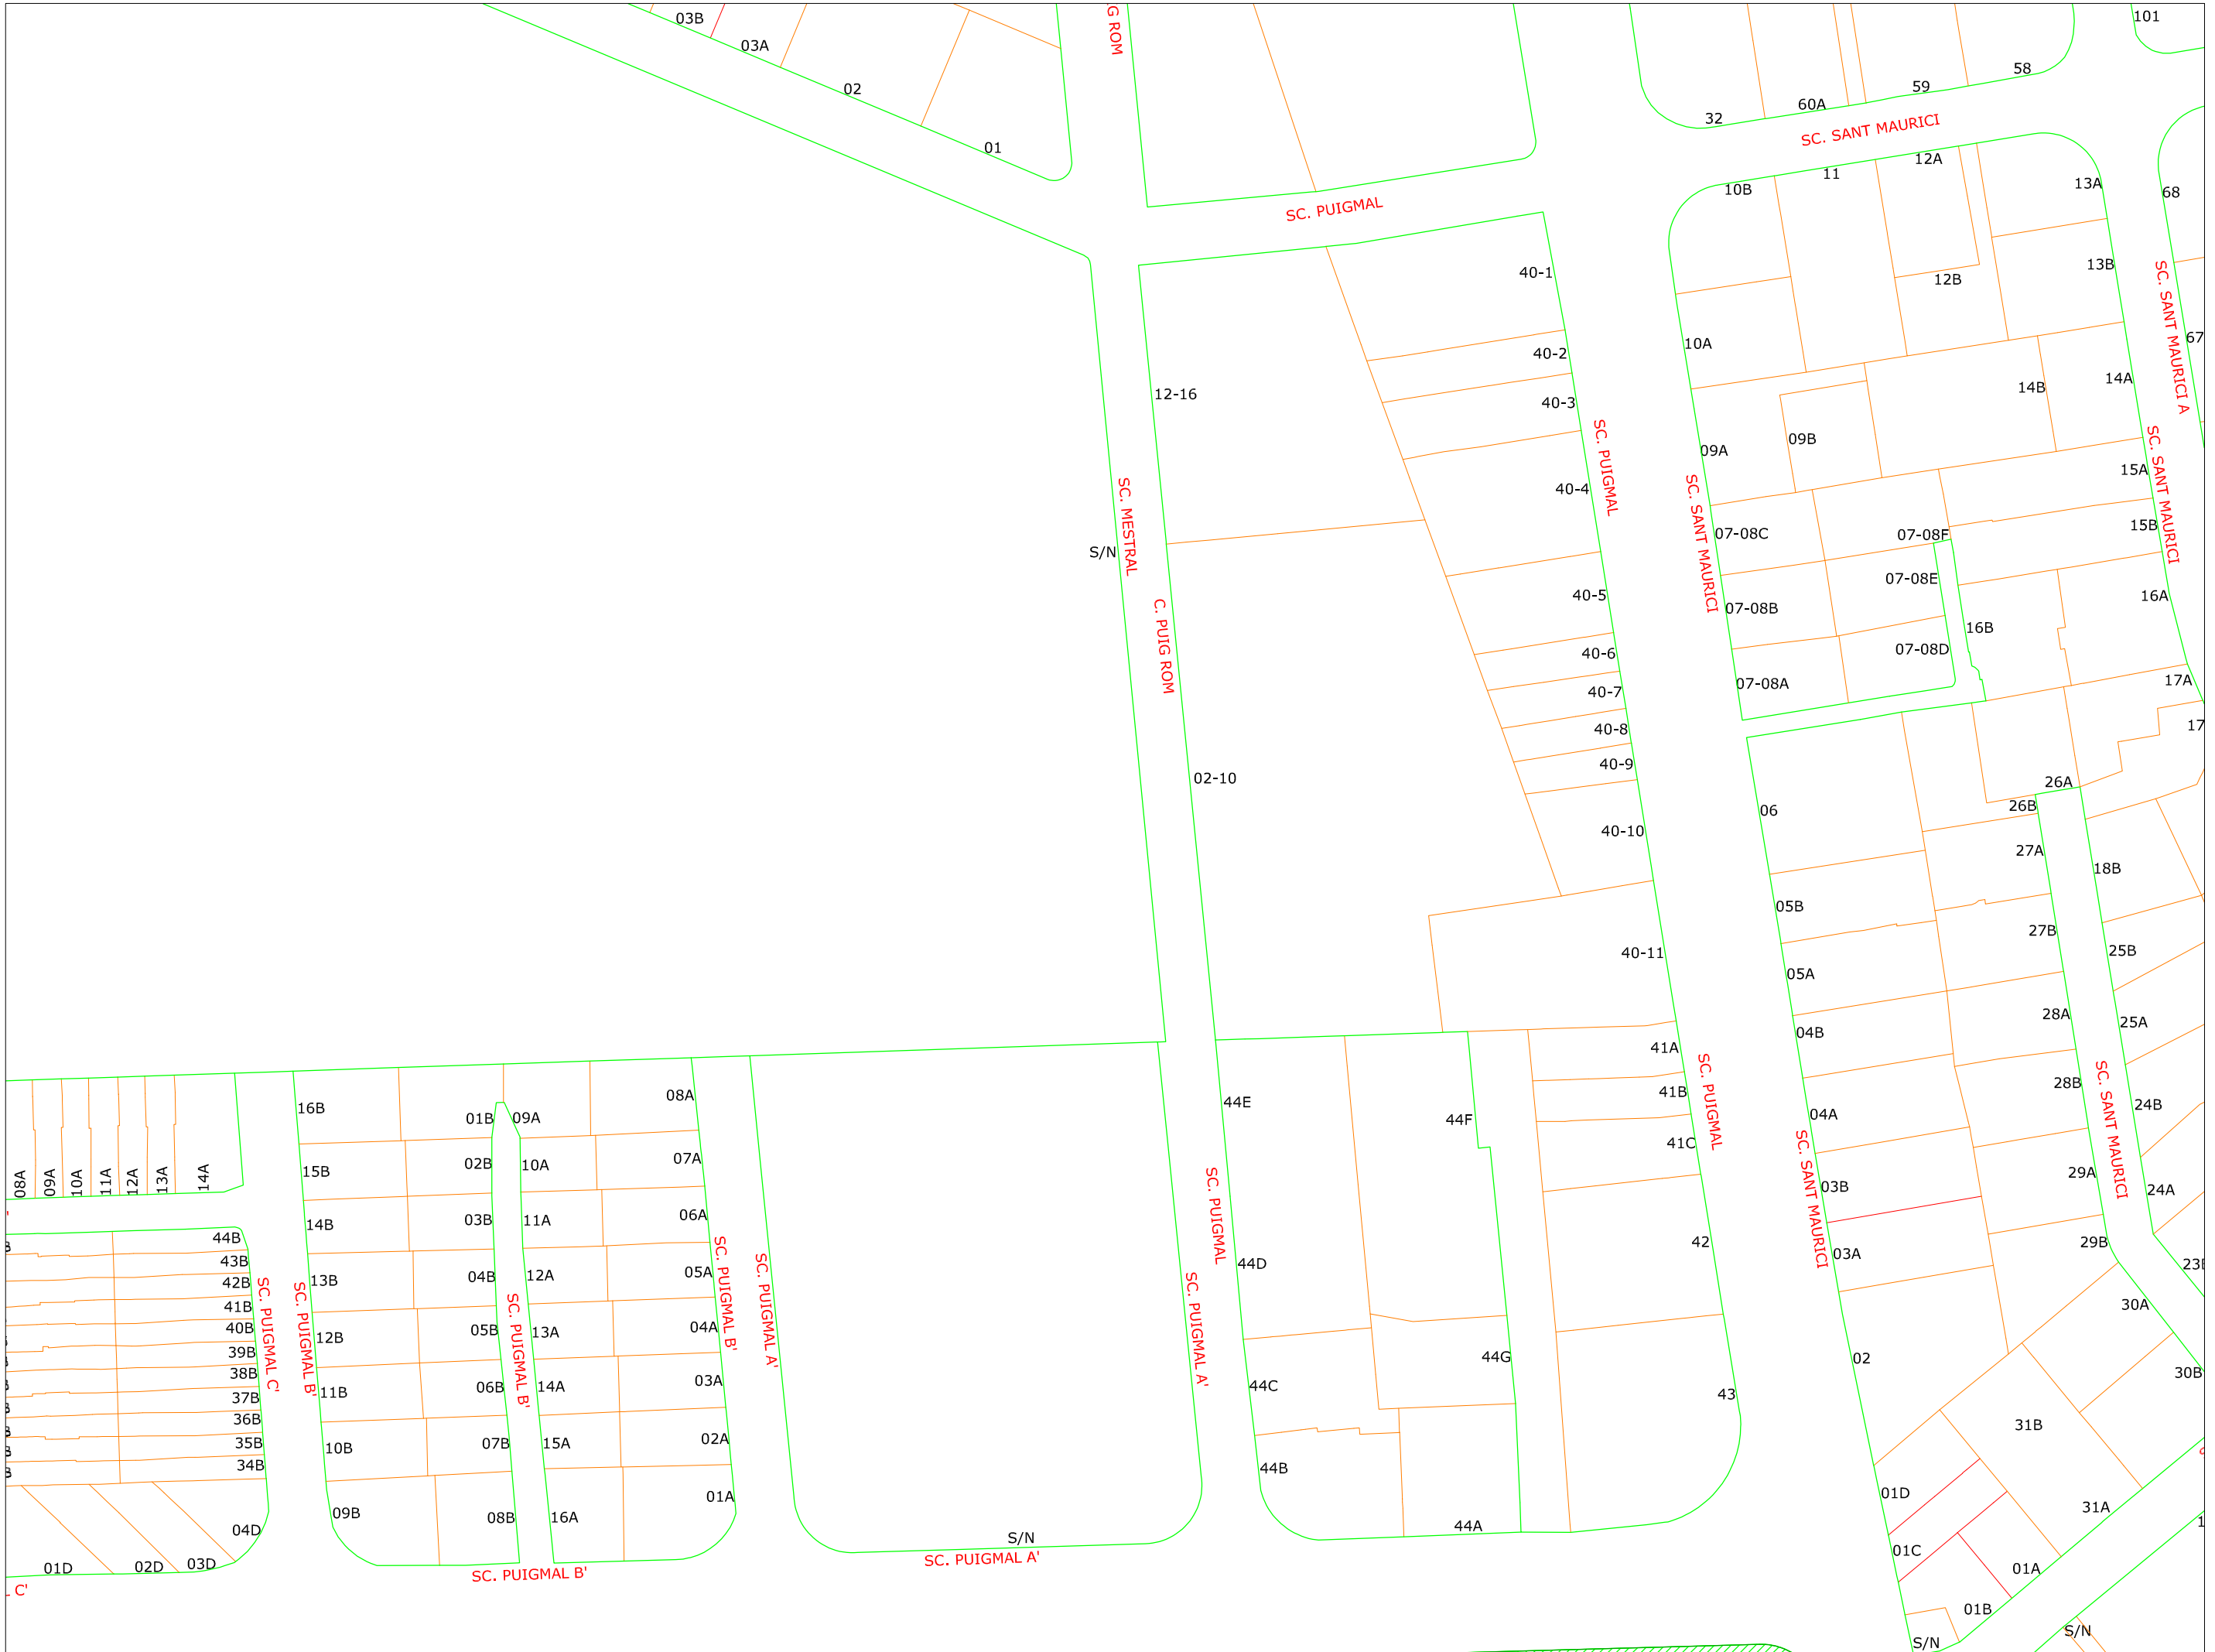 03B
03A
02
01
G ROM
101
58
59
60A
32
SC. SANT MAURICI
SC. PUIGMAL
10B
11
12A
13A
68
40-1
12B
13B
SC. SANT MAURICI A
67
10A
40-2
12-16
40-3
14B
14A
09A
09B
SC. PUIGMAL
SC. SANT MAURICI
15A
40-4
SC. MESTRAL
SC. SANT MAURICI
07-08C
07-08F
15B
S/N
07-08E
40-5
07-08B
16A
C. PUIG ROM
16B
40-6
07-08D
07-08A
40-7
17A
40-8
17
40-9
02-10
26A
26B
06
40-10
27A
18B
05B
27B
40-11
25B
05A
28A
25A
04B
41A
SC. PUIGMAL
41B
28B
SC. SANT MAURICI
44E
44F
04A
24B
41C
16B
01B
09A
08A
15B
02B
10A
07A
08A
09A
10A
11A
12A
13A
14A
29A
24A
03B
SC. SANT MAURICI
SC. PUIGMAL
14B
03B
11A
06A
44B
43B
42B
41B
40B
39B
38B
37B
36B
35B
34B
SC. PUIGMAL C'
SC. PUIGMAL B'
13B
04B
12A
05A
SC. PUIGMAL B'
SC. PUIGMAL A'
44D
42
03A
29B
23B
12B
05B
SC. PUIGMAL B'
13A
04A
SC. PUIGMAL A'
30A
44G
02
30B
11B
06B
14A
03A
44C
43
31B
10B
07B
15A
02A
44B
01D
31A
09B
08B
16A
01A
S/N
44A
04D
03D
02D
01D
SC. PUIGMAL A'
SC. PUIGMAL B'
C'
01C
01A
01B
S/N
S/N
1